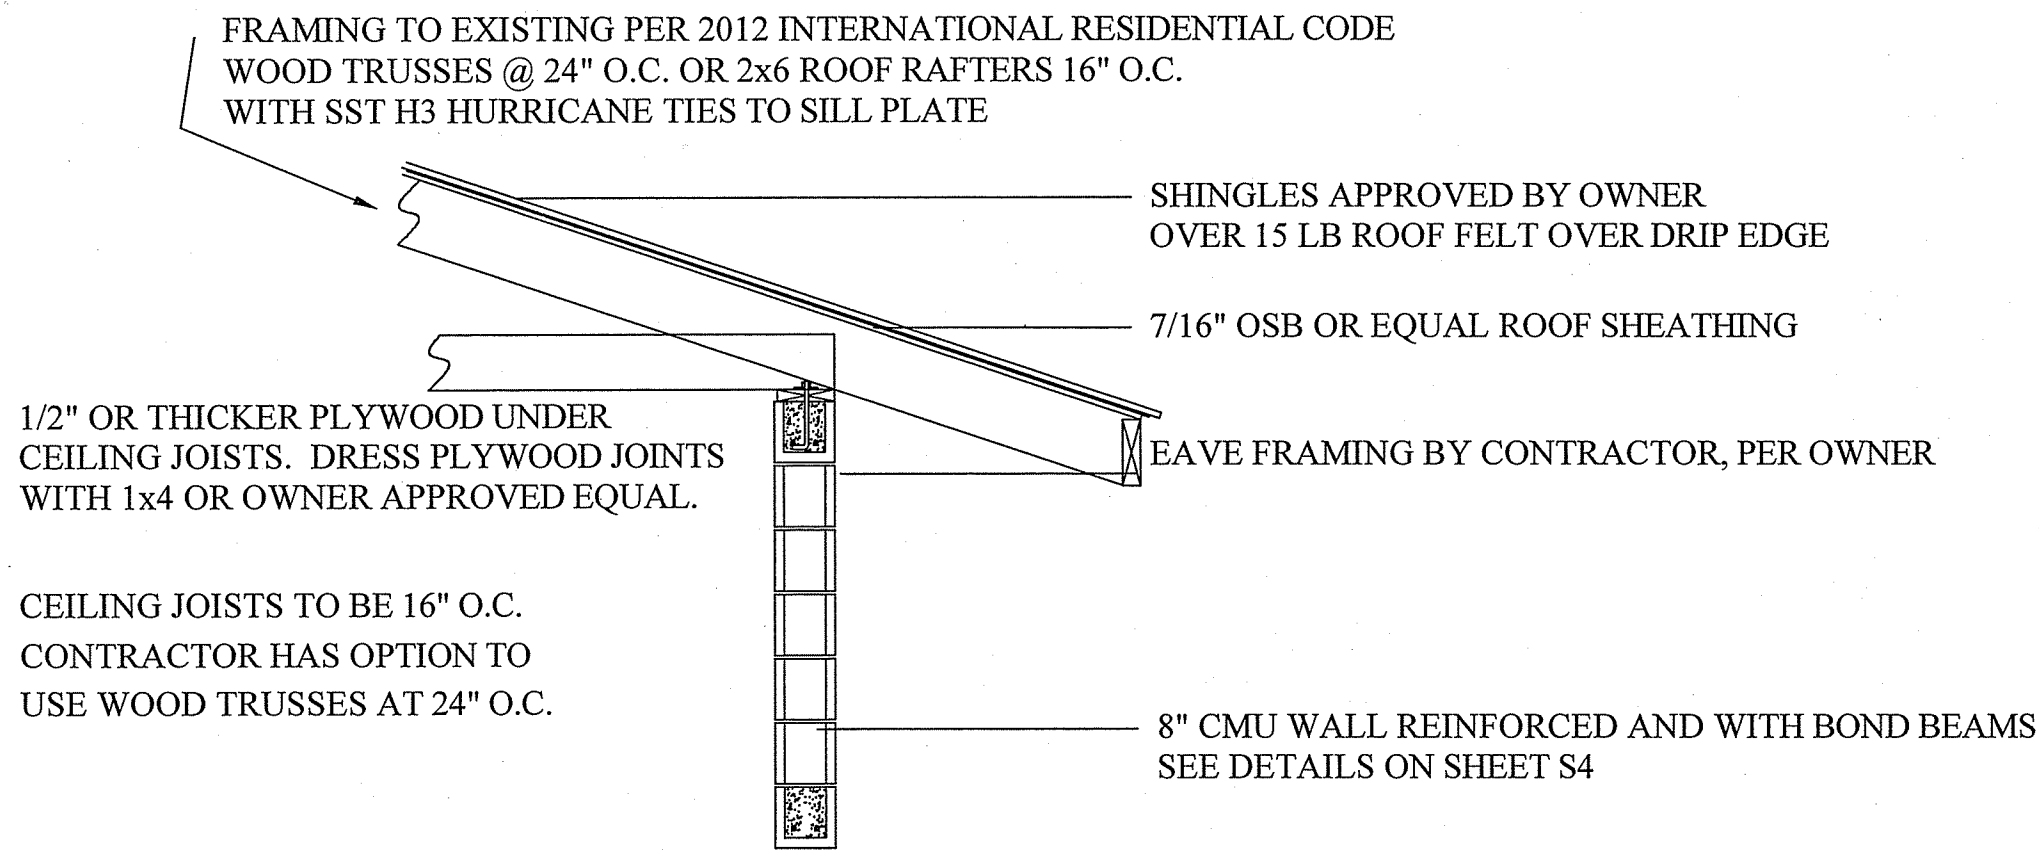 FRAMING TO EXISTING PER 2012 INTERNATIONAL RESIDENTIAL CODE
WOOD TRUSSES @ 24" O.C. OR 2x6 ROOF RAFTERS 16" O.C.
WITH SST H3 HURRICANE TIES TO SILL PLATE
SHINGLES APPROVED BY OWNER
OVER 15 LB ROOF FELT OVER DRIP EDGE
7/16" OSB OR EQUAL ROOF SHEATHING
1/2" OR THICKER PLYWOOD UNDER
CEILING JOISTS. DRESS PLYWOOD JOINTS
WITH 1x4 OR OWNER APPROVED EQUAL.
EAVE FRAMING BY CONTRACTOR, PER OWNER
CEILING JOISTS TO BE 16" O.C.
CONTRACTOR HAS OPTION TO
USE WOOD TRUSSES AT 24" O.C.
8" CMU WALL REINFORCED AND WITH BOND BEAMS
SEE DETAILS ON SHEET S4